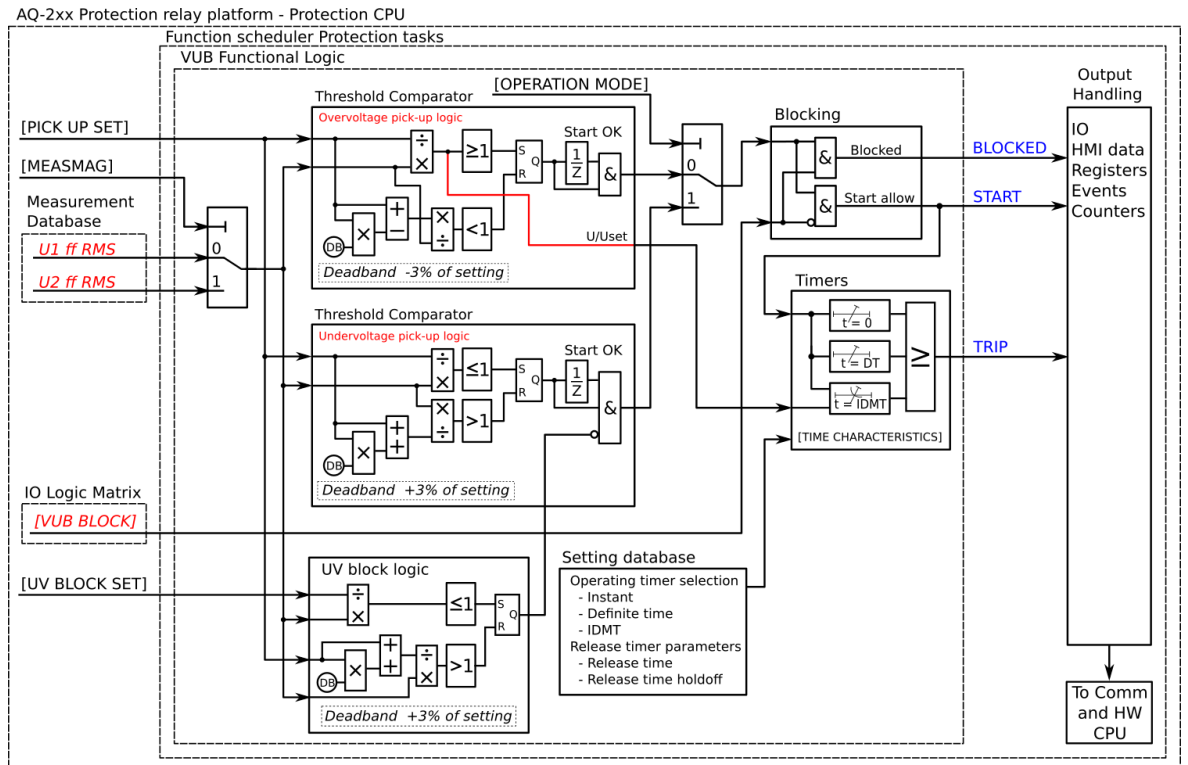 AQ-2xx Protection relay platform - Protection CPU
Function scheduler Protection tasks
VUB Functional Logic
[OPERATION MODE]
Output
Handling
Threshold Comparator
Overvoltage pick-up logic
[PICK UP SET]
[MEASMAG]
Measurement
Database
U1 ff RMS
U2 ff RMS
0
1
÷
×
≥1
S
R
Q
Start OK
1
Z
&
+
−
DB
×
×
÷
<1
U/Uset
Deadband -3% of setting
0
1
Blocking
&
Blocked
&
Start allow
BLOCKED
START
IO
HMI data
Registers
Events
Counters
Threshold Comparator
Undervoltage pick-up logic
÷
×
≤1
S
R
Q
Start OK
1
Z
&
×
÷
>1
+
+
DB
×
Deadband +3% of setting
Timers
t = 0
t = DT
t = IDMT
≥
[TIME CHARACTERISTICS]
TRIP
IO Logic Matrix
[VUB BLOCK]
[UV BLOCK SET]
UV block logic
÷
×
≤1
S
R
Q
+
+
DB
×
÷
×
>1
Deadband +3% of setting
Setting database
Operating timer selection
- Instant
- Definite time
- IDMT
Release timer parameters
- Release time
- Release time holdoff
To Comm
and HW
CPU